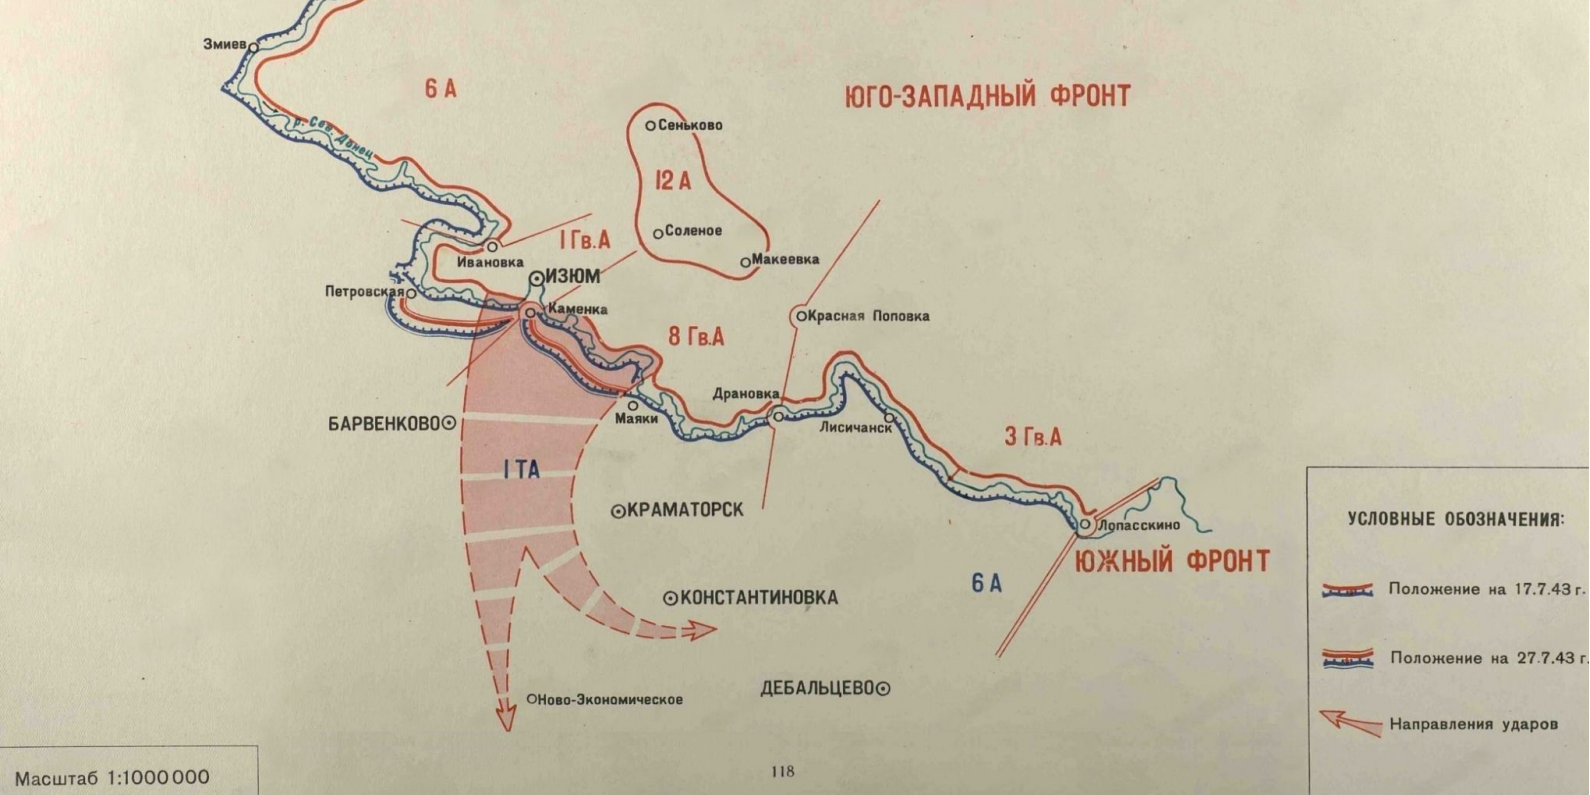 Змиев
6 А
ЮГО-ЗАПАДНЫЙ ФРОНТ
р. Сев. Донец
Сеньково
12 А
Соленое
1 Гв.А
Макеевка
Ивановка
ИЗЮМ
Петровская
Каменка
Красная Поповка
8 Гв.А
Драновка
Маяки
БАРВЕНКОВО
Лисичанск
3 Гв.А
1 ТА
КРАМАТОРСК
Лопасскино
ЮЖНЫЙ ФРОНТ
6 А
КОНСТАНТИНОВКА
ДЕБАЛЬЦЕВО
Ново-Экономическое
УСЛОВНЫЕ ОБОЗНАЧЕНИЯ:
Положение на 17.7.43 г.
Положение на 27.7.43 г.
Направления ударов
Масштаб 1:1000000
118